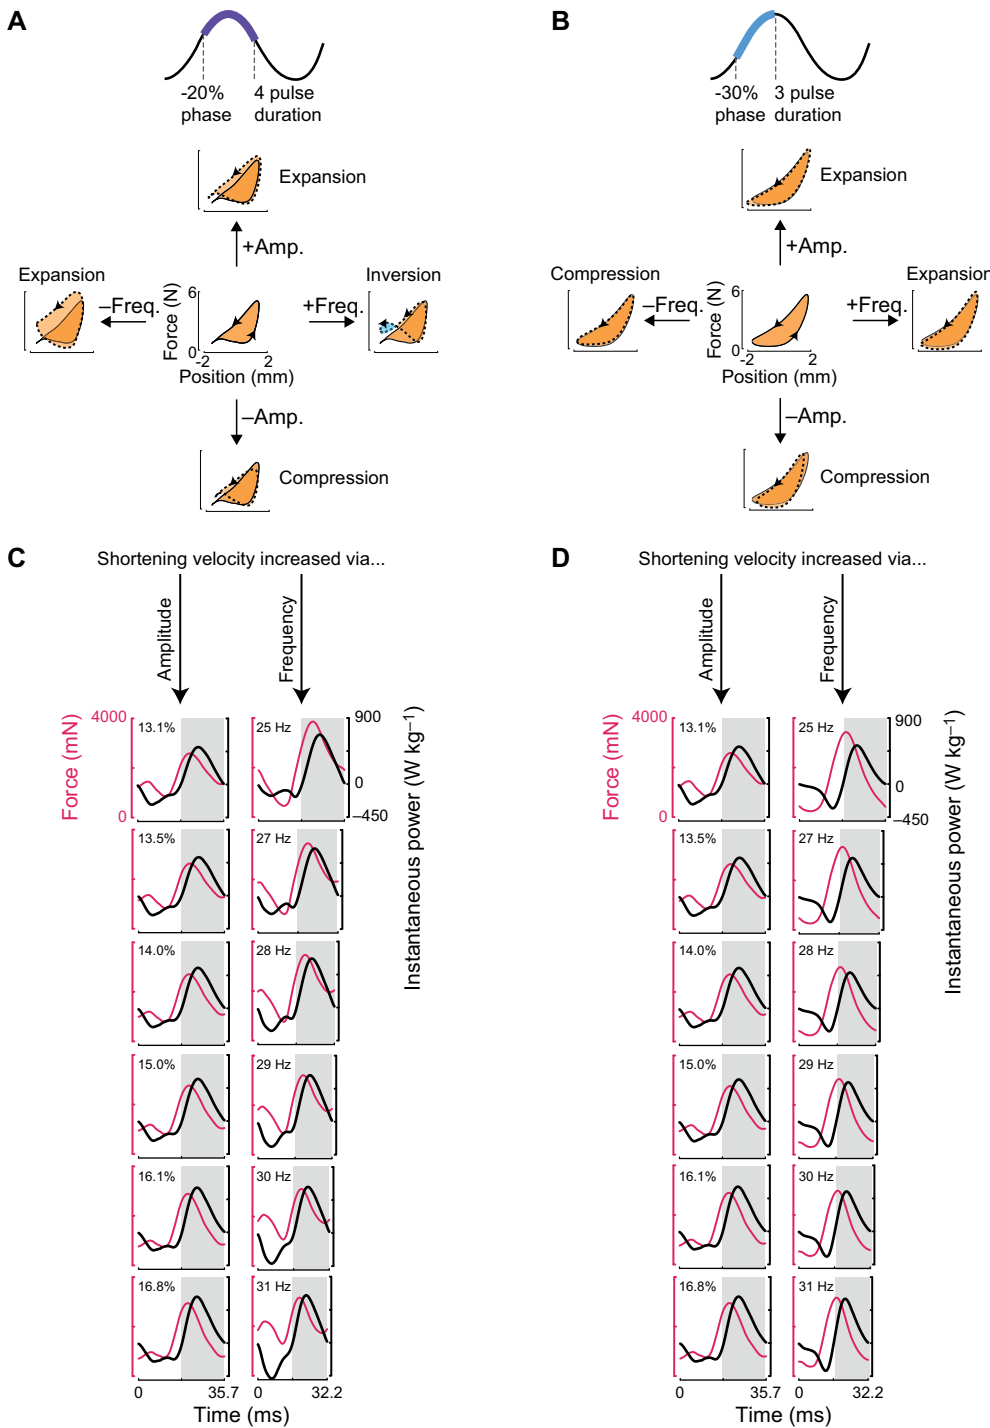 A
-20% phase
4 pulse duration
Expansion
+Amp.
Expansion
–Freq.
Force (N)
6
0
-2
2
Position (mm)
+Freq.
Inversion
–Amp.
Compression
B
-30% phase
3 pulse duration
Expansion
+Amp.
Compression
–Freq.
Force (N)
6
0
-2
2
Position (mm)
+Freq.
Expansion
–Amp.
Compression
C
Shortening velocity increased via...
Amplitude
Frequency
Force (mN)
4000
0
13.1%
25 Hz
900
0
–450
Instantaneous power (W kg–1)
13.5%
27 Hz
14.0%
28 Hz
15.0%
29 Hz
16.1%
30 Hz
16.8%
31 Hz
0
35.7
0
32.2
Time (ms)
D
Shortening velocity increased via...
Amplitude
Frequency
Force (mN)
4000
0
13.1%
25 Hz
900
0
–450
Instantaneous power (W kg–1)
13.5%
27 Hz
14.0%
28 Hz
15.0%
29 Hz
16.1%
30 Hz
16.8%
31 Hz
0
35.7
0
32.2
Time (ms)